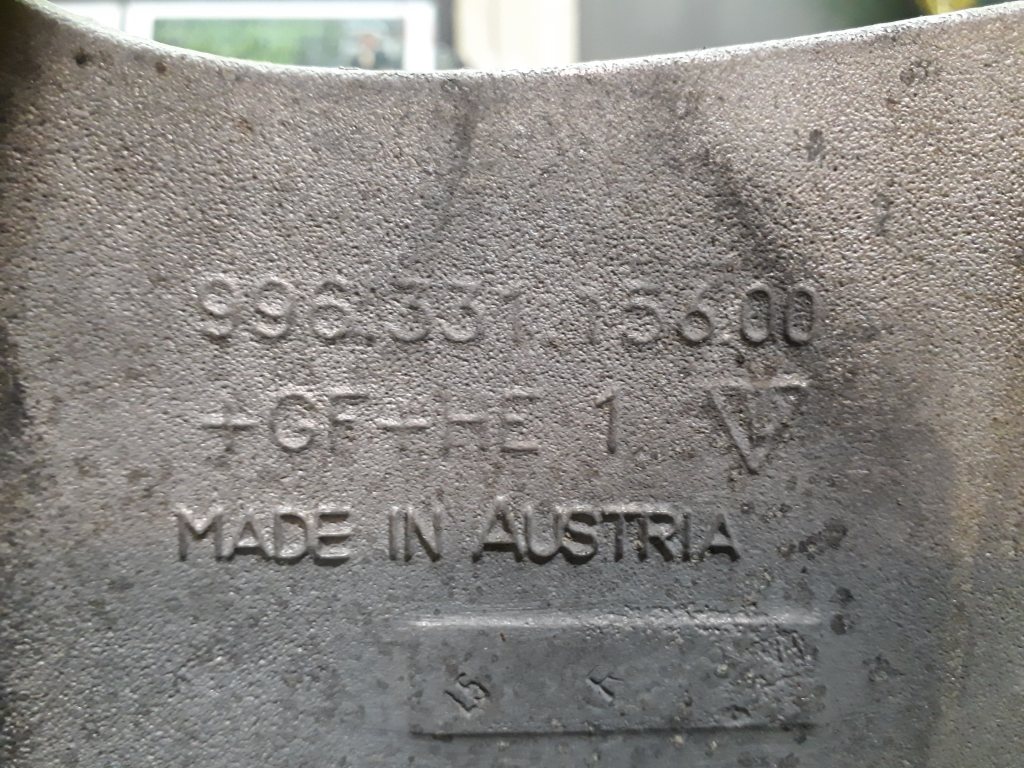 996.331.156.00
+GF+HE 1
MADE IN AUSTRIA